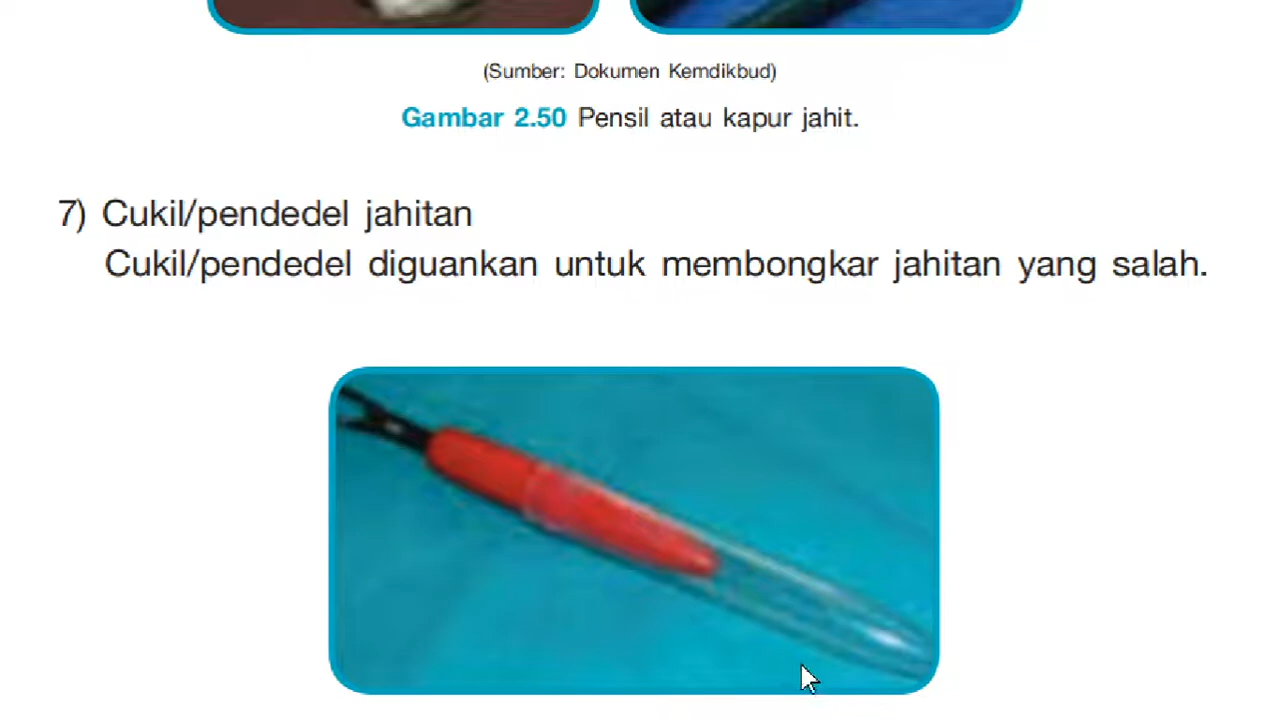 (Sumber: Dokumen Kemdikbud)
Gambar 2.50 Pensil atau kapur jahit.
7) Cukil/pendedel jahitan
Cukil/pendedel diguankan untuk membongkar jahitan yang salah.